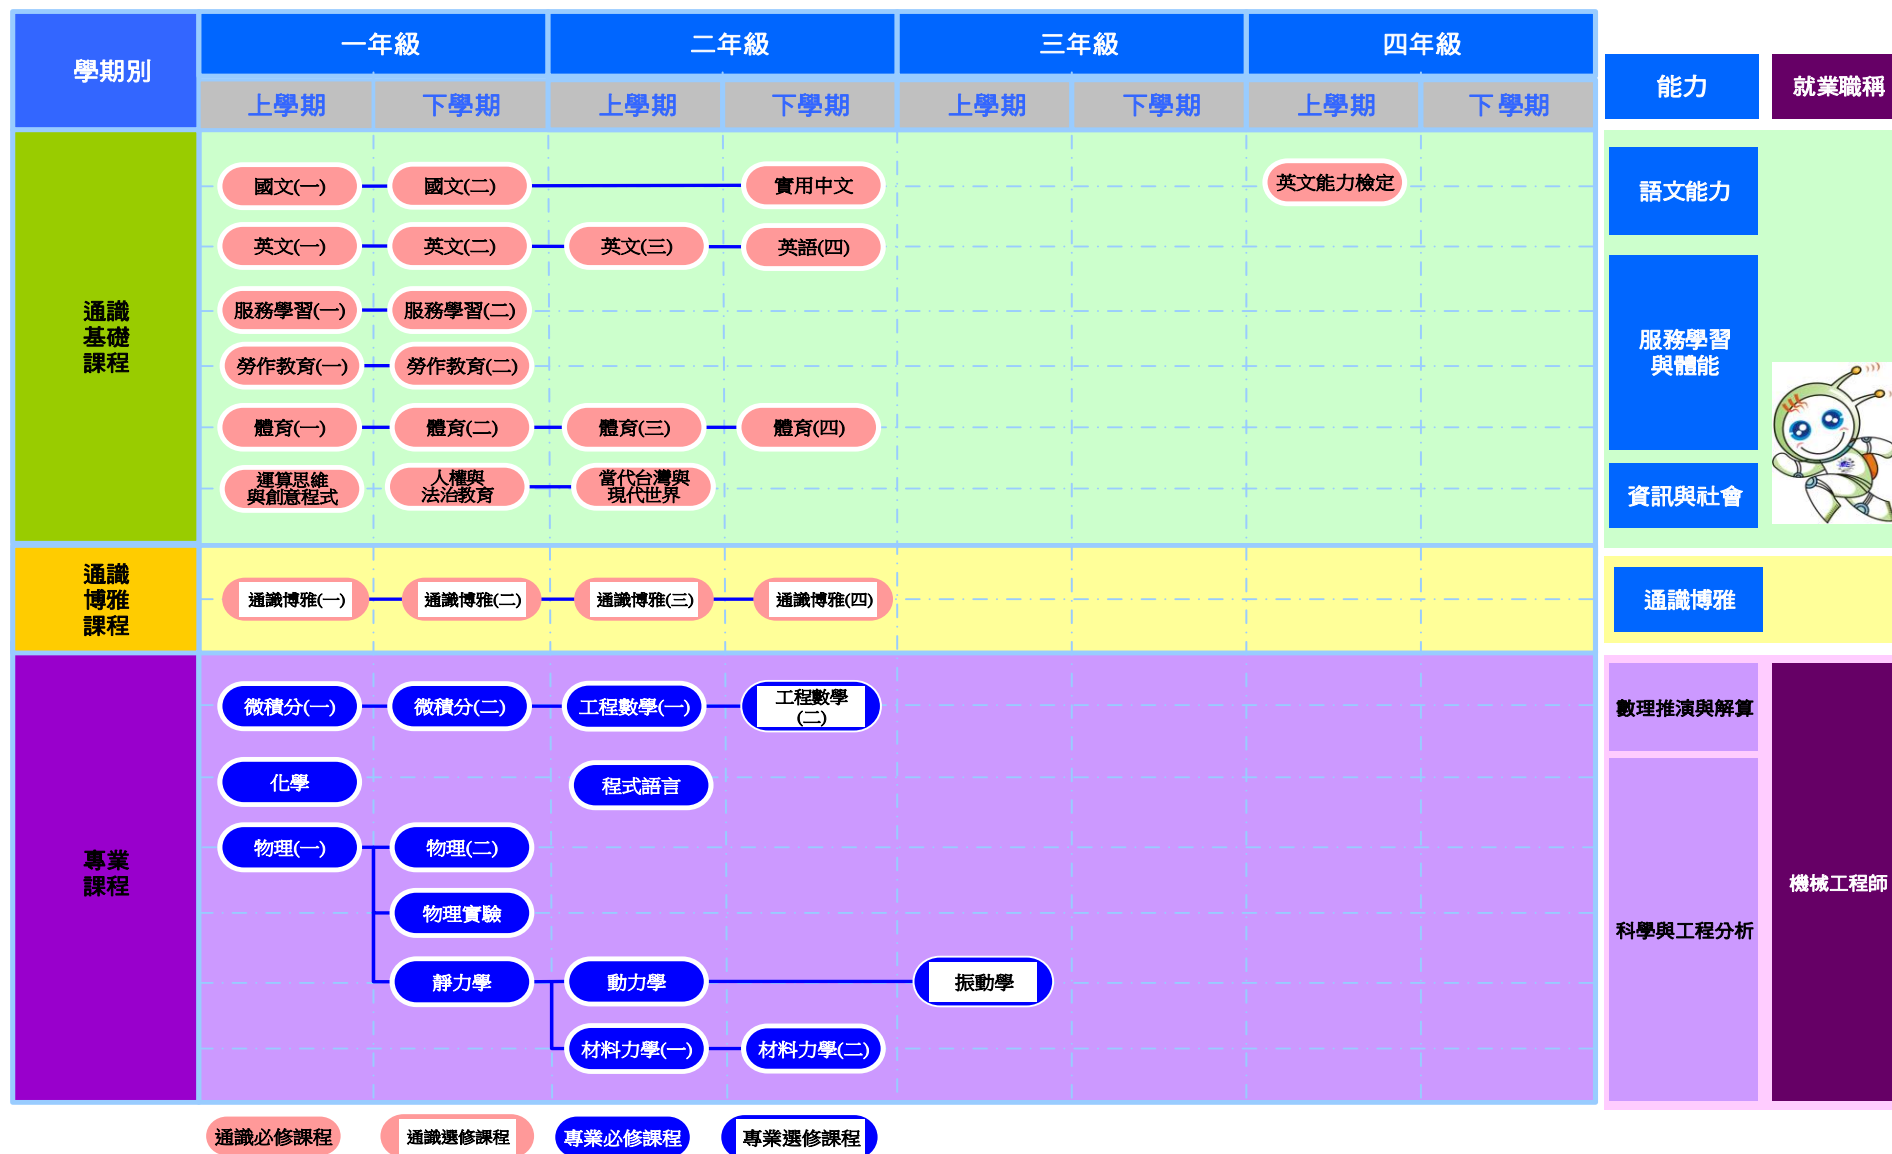 學期別
一年級
二年級
三年級
四年級
能力
就業職稱
上學期
下學期
上學期
下學期
上學期
下學期
上學期
下學期
通識
基礎
課程
國文(一)
國文(二)
實用中文
英文能力檢定
語文能力
英文(一)
英文(二)
英文(三)
英語(四)
服務學習(一)
服務學習(二)
服務學習
與體能
勞作教育(一)
勞作教育(二)
體育(一)
體育(二)
體育(三)
體育(四)
運算思維
與創意程式
人權與
法治教育
當代台灣與
現代世界
資訊與社會
通識
博雅
課程
通識博雅(一)
通識博雅(二)
通識博雅(三)
通識博雅(四)
通識博雅
專業
課程
微積分(一)
微積分(二)
工程數學(一)
工程數學
(二)
數理推演與解算
化學
程式語言
物理(一)
物理(二)
物理實驗
機械工程師
科學與工程分析
靜力學
動力學
振動學
材料力學(一)
材料力學(二)
通識必修課程
通識選修課程
專業必修課程
專業選修課程